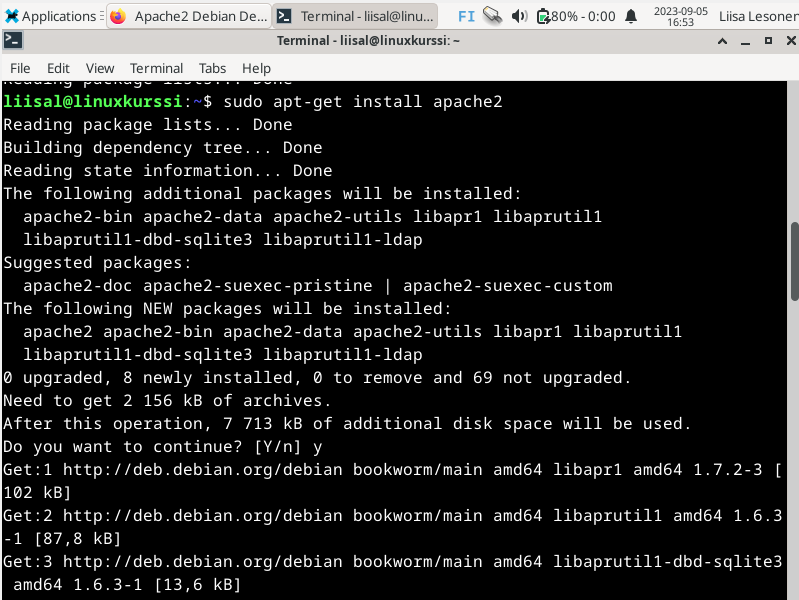 Applications
Apache2 Debian De...
Terminal - liisal@linu...
FI
80% - 0:00
2023-09-05
16:53
Liisa Lesonen
Terminal - liisal@linuxkurssi: ~
File Edit View Terminal Tabs Help
Reading package lists... Done
liisal@linuxkurssi:~$ sudo apt-get install apache2
Reading package lists... Done
Building dependency tree... Done
Reading state information... Done
The following additional packages will be installed:
apache2-bin apache2-data apache2-utils libapr1 libaprutil1
libaprutil1-dbd-sqlite3 libaprutil1-ldap
Suggested packages:
apache2-doc apache2-suexec-pristine | apache2-suexec-custom
The following NEW packages will be installed:
apache2 apache2-bin apache2-data apache2-utils libapr1 libaprutil1
libaprutil1-dbd-sqlite3 libaprutil1-ldap
0 upgraded, 8 newly installed, 0 to remove and 69 not upgraded.
Need to get 2 156 kB of archives.
After this operation, 7 713 kB of additional disk space will be used.
Do you want to continue? [Y/n] y
Get:1 http://deb.debian.org/debian bookworm/main amd64 libapr1 amd64 1.7.2-3 [
102 kB]
Get:2 http://deb.debian.org/debian bookworm/main amd64 libaprutil1 amd64 1.6.3
-1 [87,8 kB]
Get:3 http://deb.debian.org/debian bookworm/main amd64 libaprutil1-dbd-sqlite3
amd64 1.6.3-1 [13,6 kB]